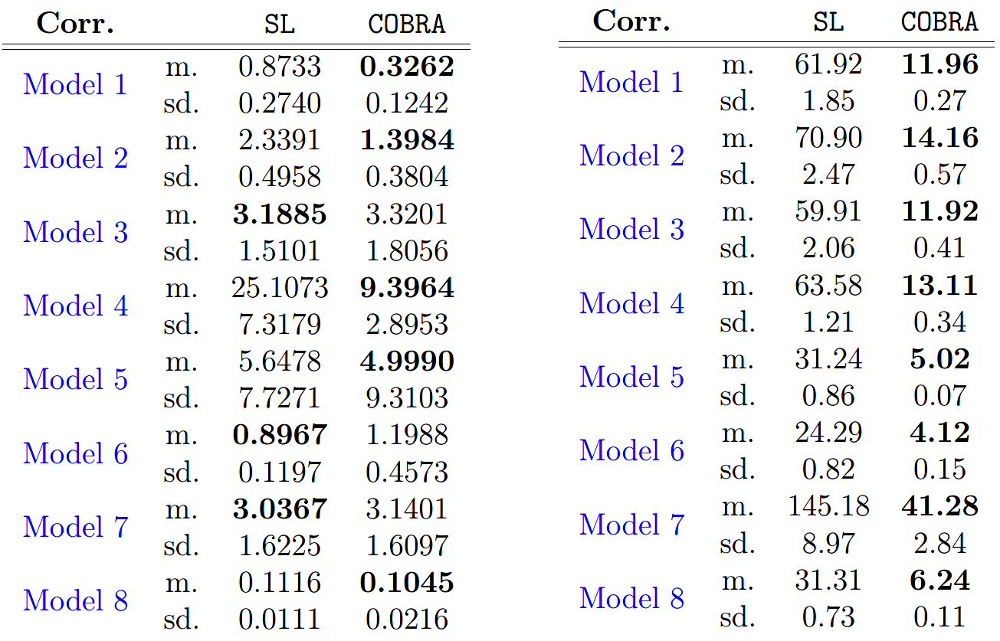 Corr. SL COBRA
Model 1 m. 0.8733 0.3262
sd. 0.2740 0.1242
Model 2 m. 2.3391 1.3984
sd. 0.4958 0.3804
Model 3 m. 3.1885 3.3201
sd. 1.5101 1.8056
Model 4 m. 25.1073 9.3964
sd. 7.3179 2.8953
Model 5 m. 5.6478 4.9990
sd. 7.7271 9.3103
Model 6 m. 0.8967 1.1988
sd. 0.1197 0.4573
Model 7 m. 3.0367 3.1401
sd. 1.6225 1.6097
Model 8 m. 0.1116 0.1045
sd. 0.0111 0.0216
Corr. SL COBRA
Model 1 m. 61.92 11.96
sd. 1.85 0.27
Model 2 m. 70.90 14.16
sd. 2.47 0.57
Model 3 m. 59.91 11.92
sd. 2.06 0.41
Model 4 m. 63.58 13.11
sd. 1.21 0.34
Model 5 m. 31.24 5.02
sd. 0.86 0.07
Model 6 m. 24.29 4.12
sd. 0.82 0.15
Model 7 m. 145.18 41.28
sd. 8.97 2.84
Model 8 m. 31.31 6.24
sd. 0.73 0.11